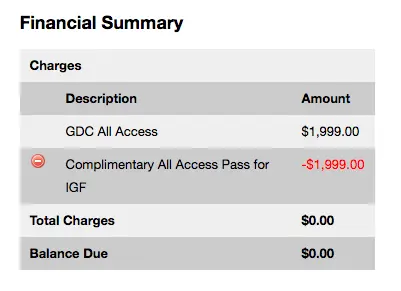 Financial Summary
Charges
Description Amount
GDC All Access $1,999.00
Complimentary All Access Pass for -$1,999.00
IGF
Total Charges $0.00
Balance Due $0.00